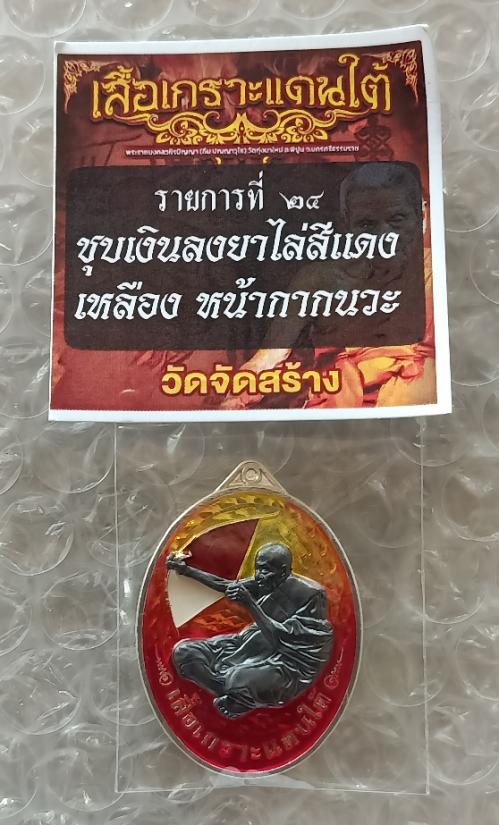 เสือเกราะแดนใต้
รายการที่ ๒๔
ชุบเงินลงยาไล่สีแดง
เหลือง หน้ากากนวะ
วัดจัดสร้าง
เสือเกราะแดนใต้